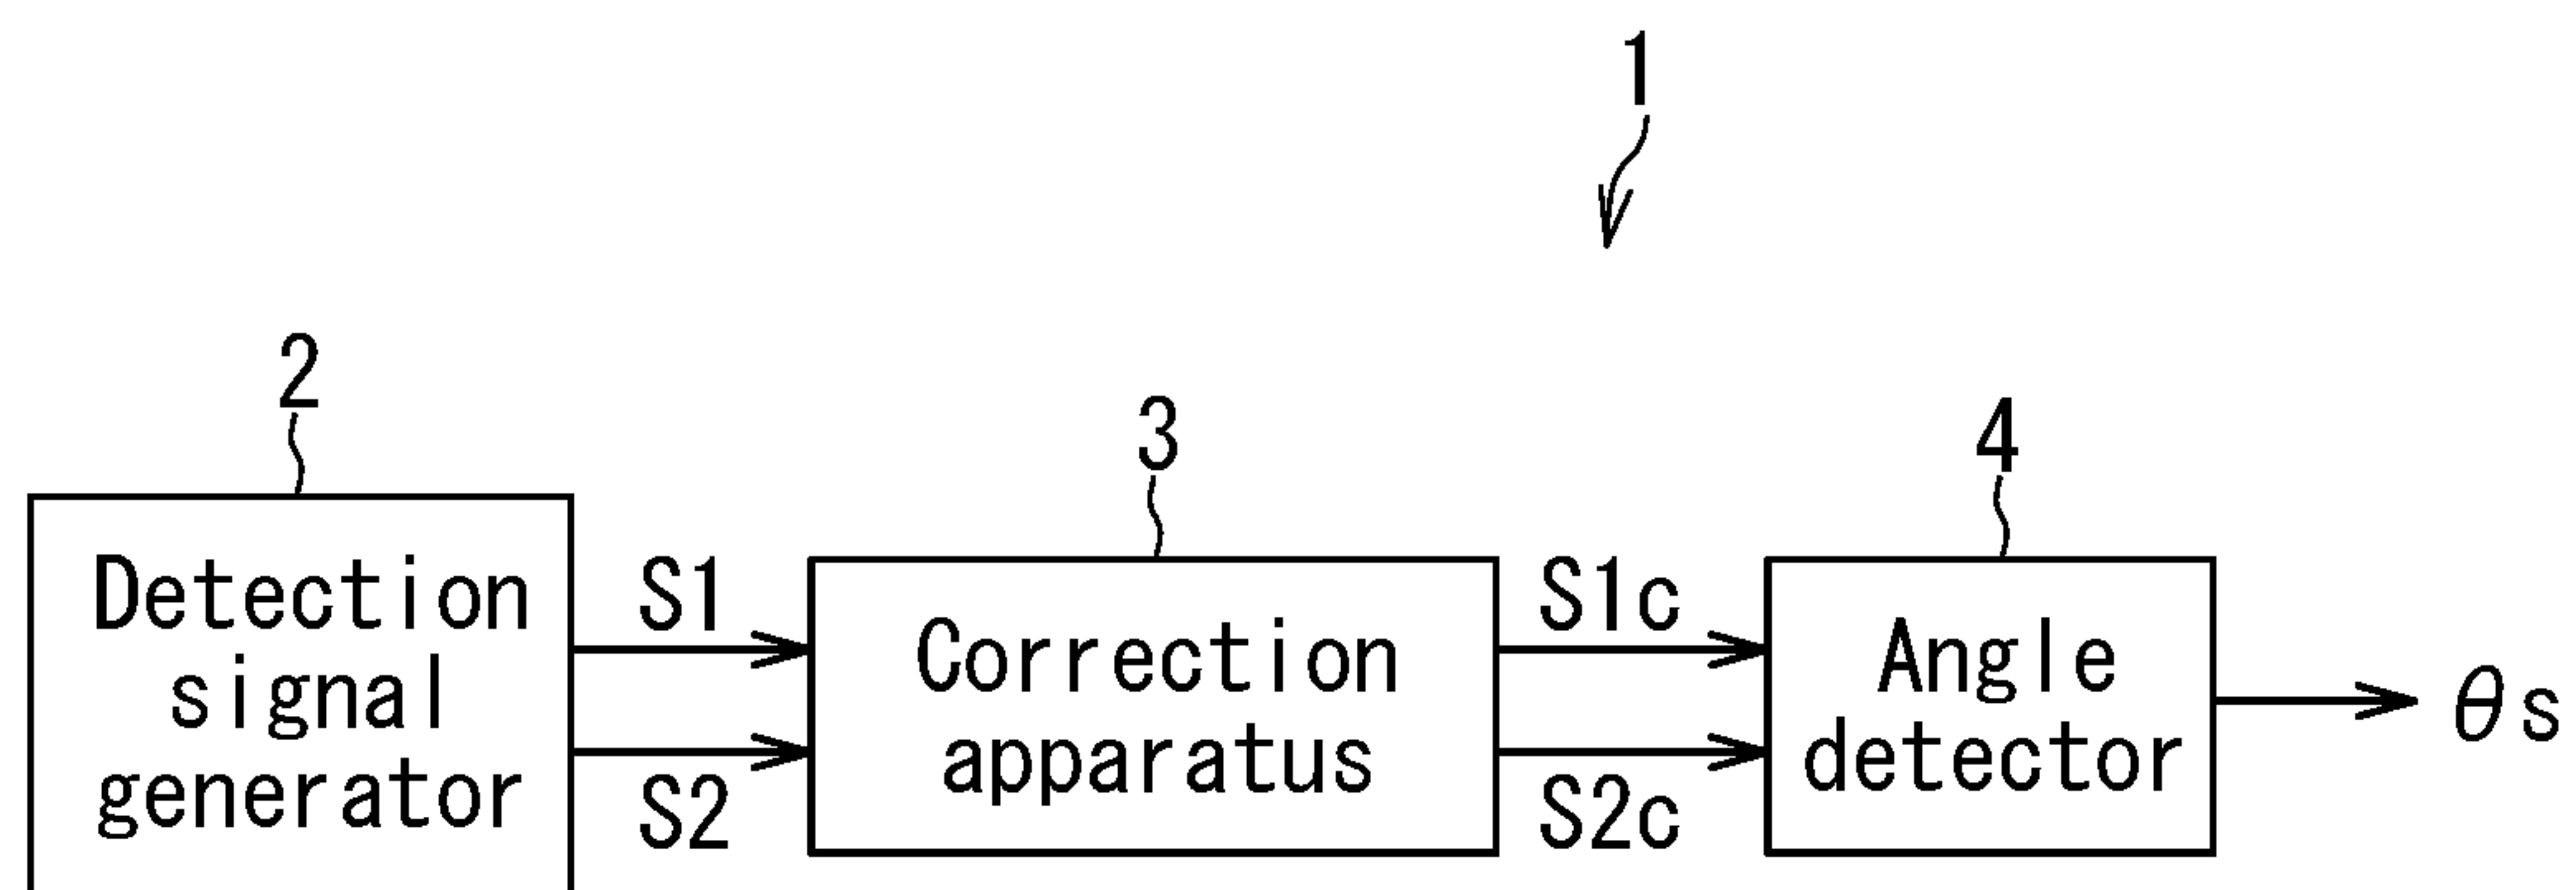 1
2
3
4
Detection
signal
generator
S1
S2
Correction
apparatus
S1c
S2c
Angle
detector
θs